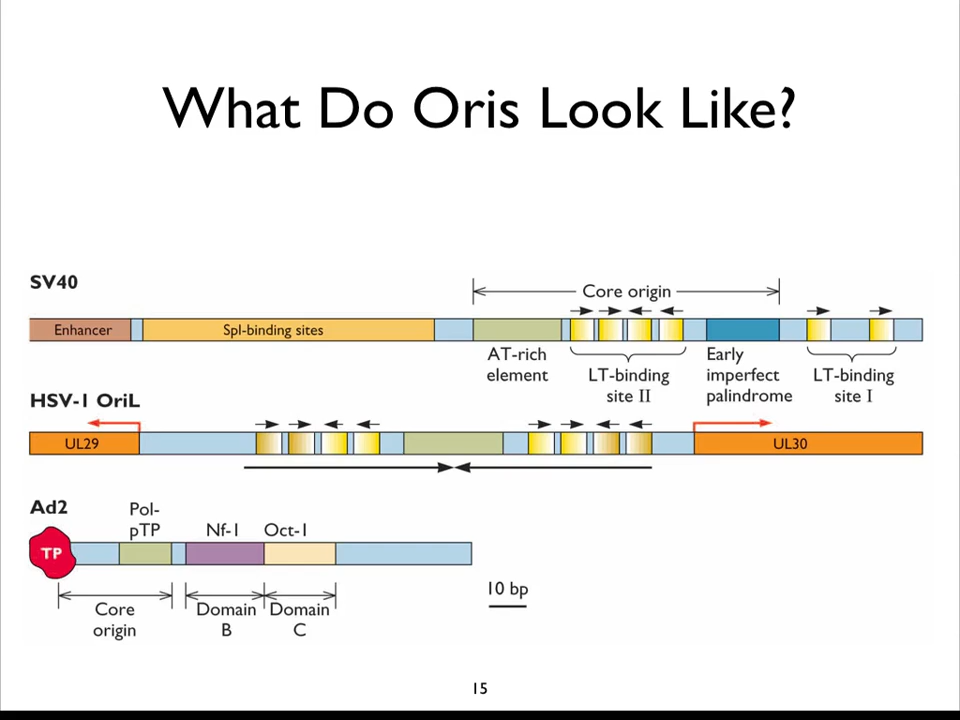 What Do Oris Look Like?
SV40
Core origin
Enhancer
Spl-binding sites
AT-rich
element
LT-binding
site II
Early
imperfect
palindrome
LT-binding
site I
HSV-1 OriL
UL29
UL30
Ad2
Pol-
pTP
Nf-1
Oct-1
TP
10 bp
Core
origin
Domain
B
Domain
C
15